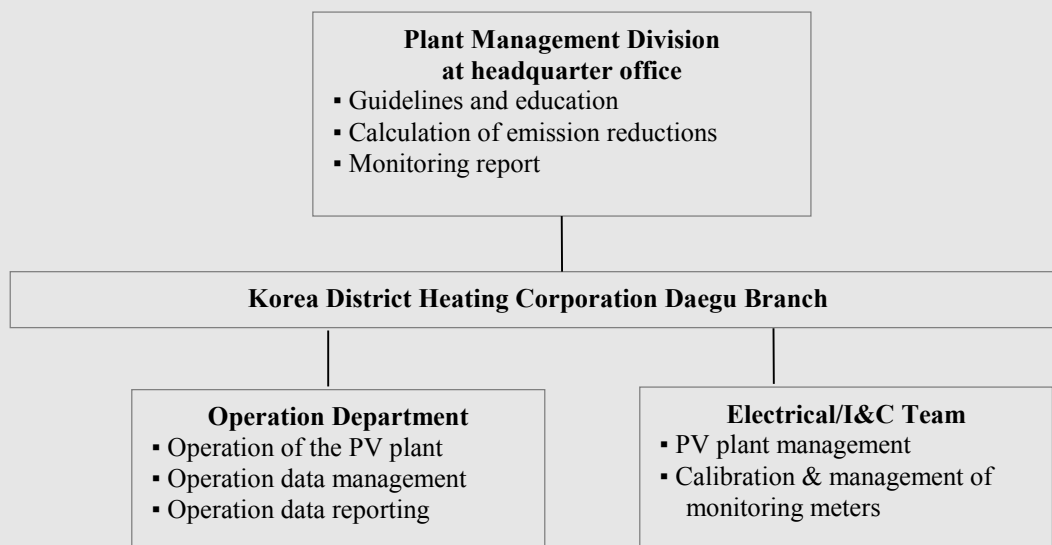 Plant Management Division
at headquarter office
▪ Guidelines and education
▪ Calculation of emission reductions
▪ Monitoring report
Korea District Heating Corporation Daegu Branch
Operation Department
▪ Operation of the PV plant
▪ Operation data management
▪ Operation data reporting
Electrical/I&C Team
▪ PV plant management
▪ Calibration & management of
monitoring meters